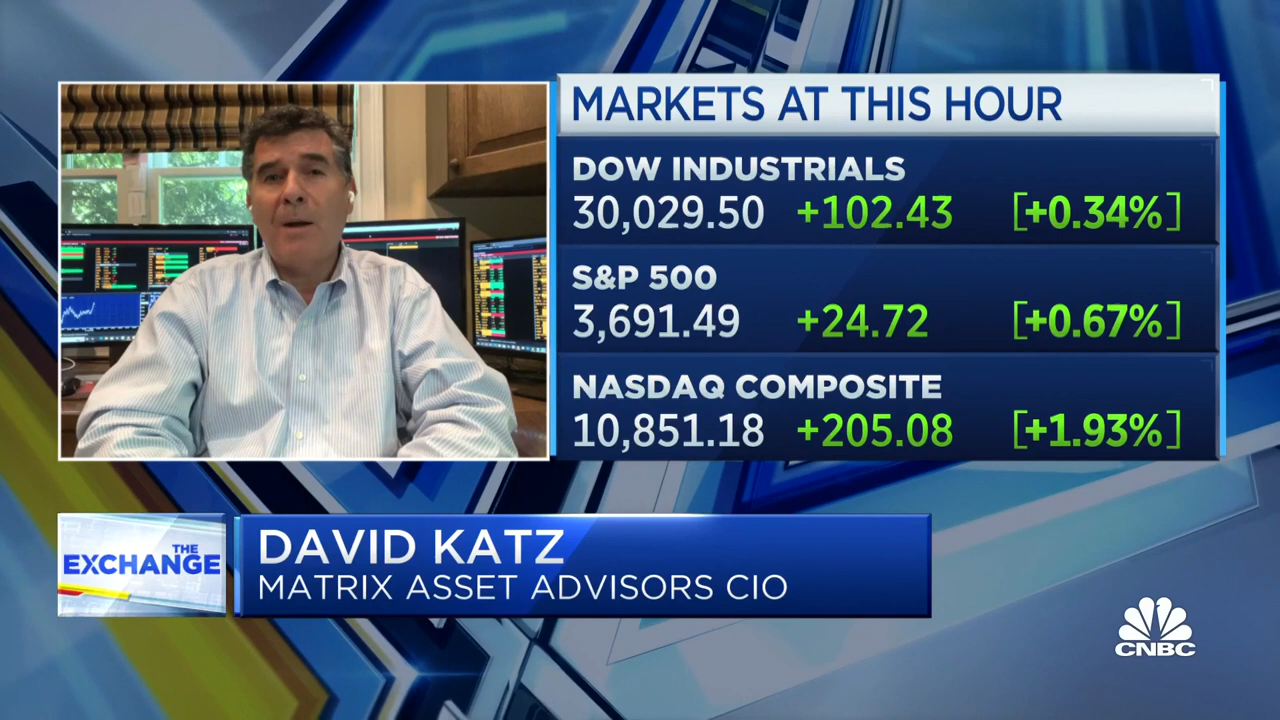 MARKETS AT THIS HOUR
DOW INDUSTRIALS
30,029.50 +102.43 [+0.34%]
S&P 500
3,691.49 +24.72 [+0.67%]
NASDAQ COMPOSITE
10,851.18 +205.08 [+1.93%]
THE
EXCHANGE
DAVID KATZ
MATRIX ASSET ADVISORS CIO
CNBC